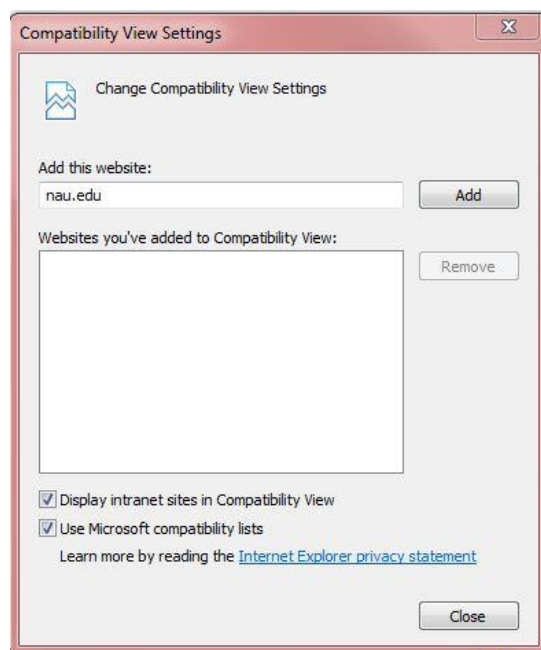 Compatibility View Settings
Change Compatibility View Settings
Add this website:
nau.edu
Add
Websites you've added to Compatibility View:
Remove
Display intranet sites in Compatibility View
Use Microsoft compatibility lists
Learn more by reading the Internet Explorer privacy statement
Close